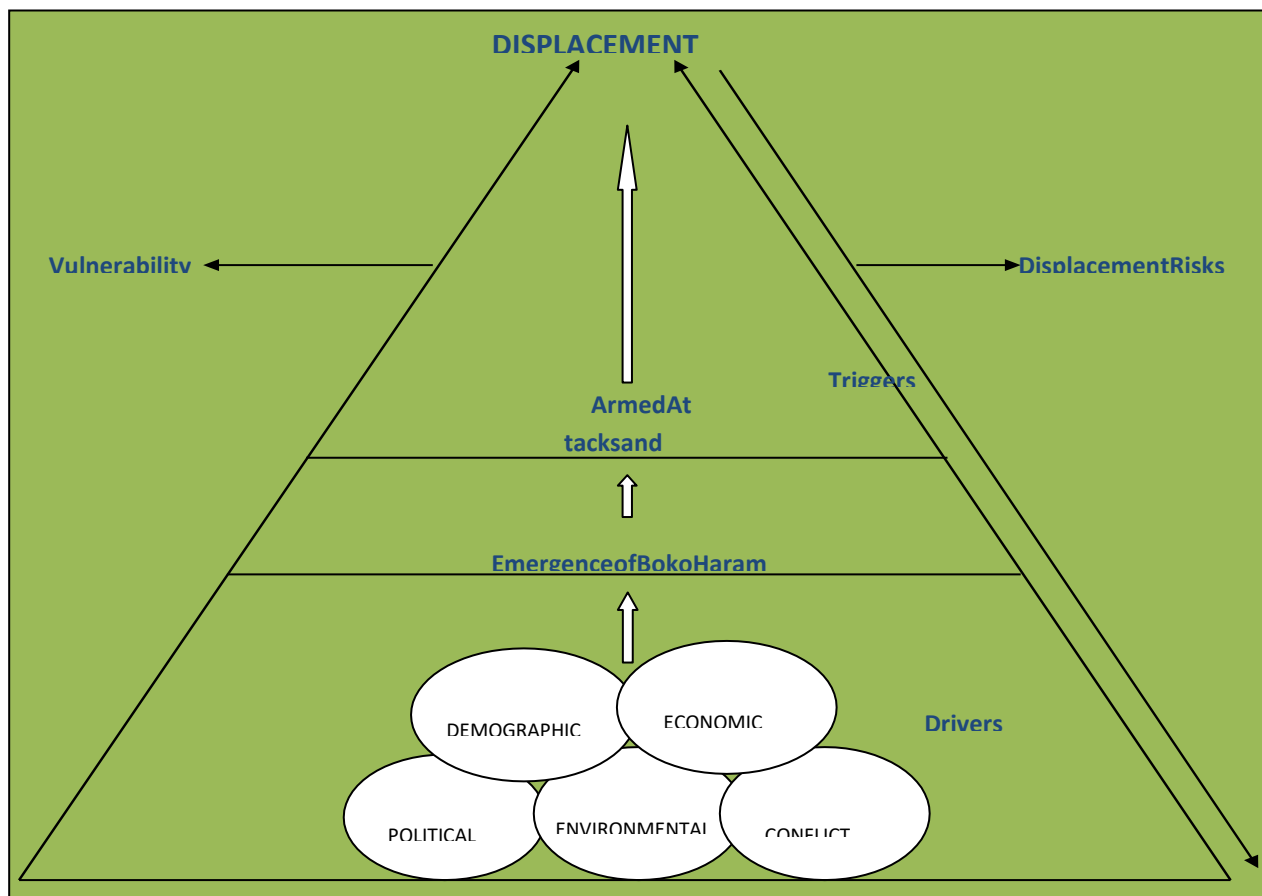 DISPLACEMENT
Vulnerability
DisplacementRisks
Triggers
ArmedAt
tacksand
EmergenceofBokoHaram
DEMOGRAPHIC
ECONOMIC
Drivers
POLITICAL
ENVIRONMENTAL
CONFLICT